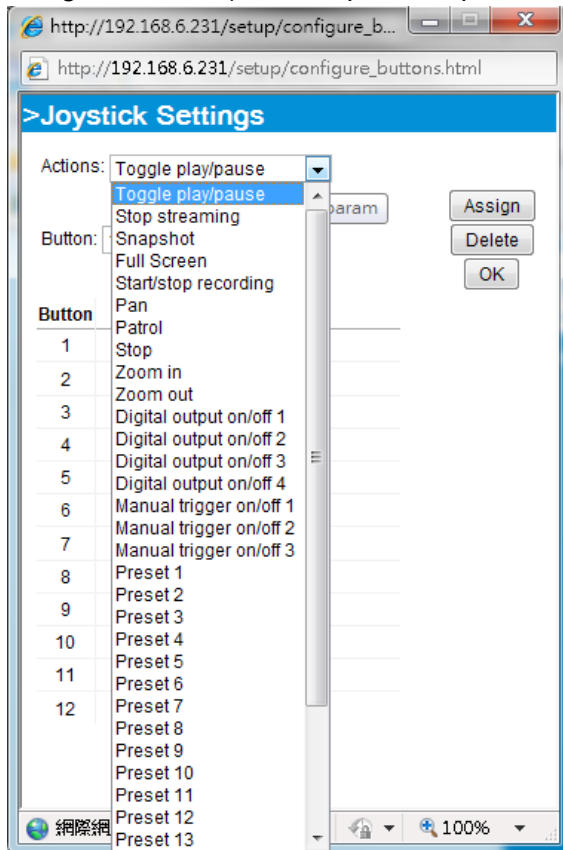 http://192.168.6.231/setup/configure_b...
http://192.168.6.231/setup/configure_buttons.html
>Joystick Settings
Actions: Toggle play/pause
Toggle play/pause
param
Assign
Stop streaming
Button:
Snapshot
Delete
Full Screen
OK
Start/stop recording
Button
Pan
Patrol
1
Stop
2
Zoom in
Zoom out
3
Digital output on/off 1
4
Digital output on/off 2
Digital output on/off 3
5
Digital output on/off 4
6
Manual trigger on/off 1
Manual trigger on/off 2
7
Manual trigger on/off 3
8
Preset 1
Preset 2
9
Preset 3
10
Preset 4
Preset 5
11
Preset 6
12
Preset 7
Preset 8
Preset 9
Preset 10
Preset 11
Preset 12
網際網
100%
Preset 13